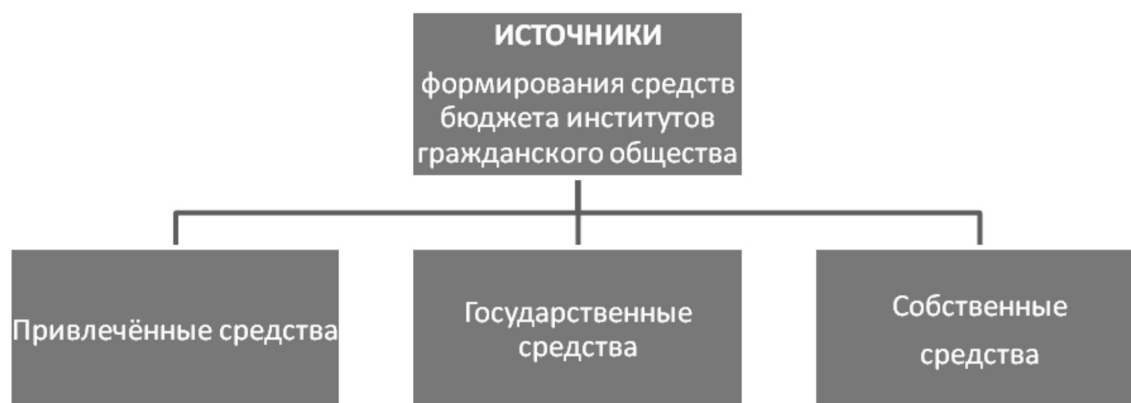 ИСТОЧНИКИ
формирования средств
бюджета институтов
гражданского общества
Привлечённые средства
Государственные
средства
Собственные
средства